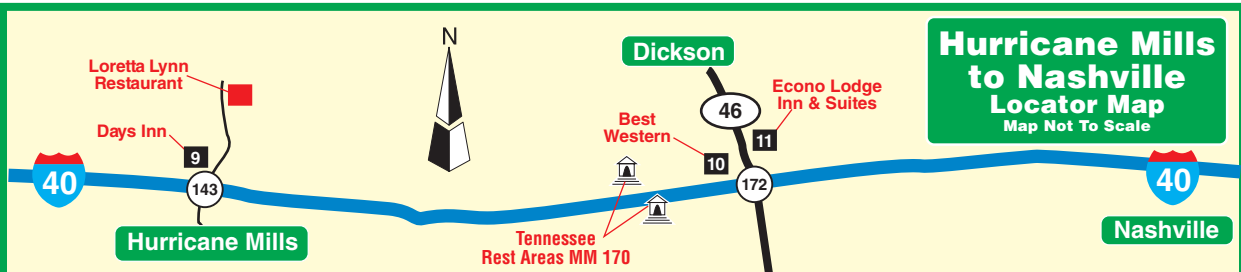 Hurricane Mills
to Nashville
Locator Map
Map Not To Scale
N
Dickson
Loretta Lynn
Restaurant
Econo Lodge
Inn & Suites
46
Best
Western
11
Days Inn
9
10
40
143
172
40
Hurricane Mills
Tennessee
Rest Areas MM 170
Nashville